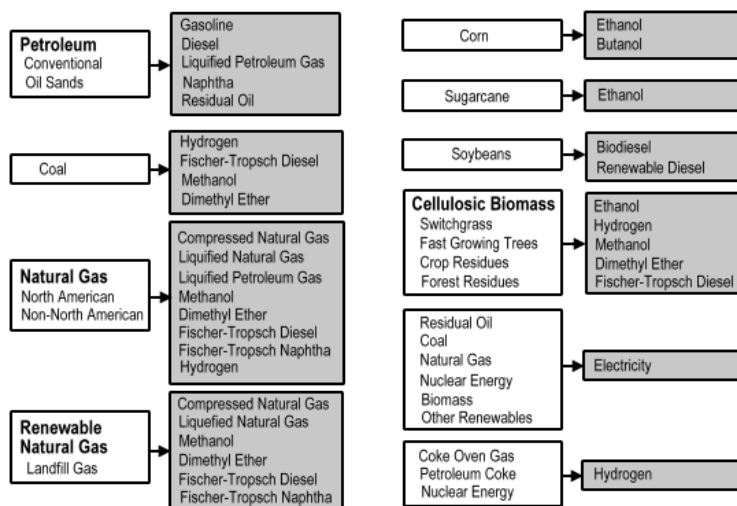 Petroleum
Conventional
Oil Sands
Gasoline
Diesel
Liquified Petroleum Gas
Naphtha
Residual Oil
Coal
Hydrogen
Fischer-Tropsch Diesel
Methanol
Dimethyl Ether
Natural Gas
North American
Non-North American
Compressed Natural Gas
Liquified Natural Gas
Liquified Petroleum Gas
Methanol
Dimethyl Ether
Fischer-Tropsch Diesel
Fischer-Tropsch Naphtha
Hydrogen
Renewable
Natural Gas
Landfill Gas
Compressed Natural Gas
Liquefied Natural Gas
Methanol
Dimethyl Ether
Fischer-Tropsch Diesel
Fischer-Tropsch Naphtha
Corn
Ethanol
Butanol
Sugarcane
Ethanol
Soybeans
Biodiesel
Renewable Diesel
Cellulosic Biomass
Switchgrass
Fast Growing Trees
Crop Residues
Forest Residues
Ethanol
Hydrogen
Methanol
Dimethyl Ether
Fischer-Tropsch Diesel
Residual Oil
Coal
Natural Gas
Nuclear Energy
Biomass
Other Renewables
Electricity
Coke Oven Gas
Petroleum Coke
Nuclear Energy
Hydrogen